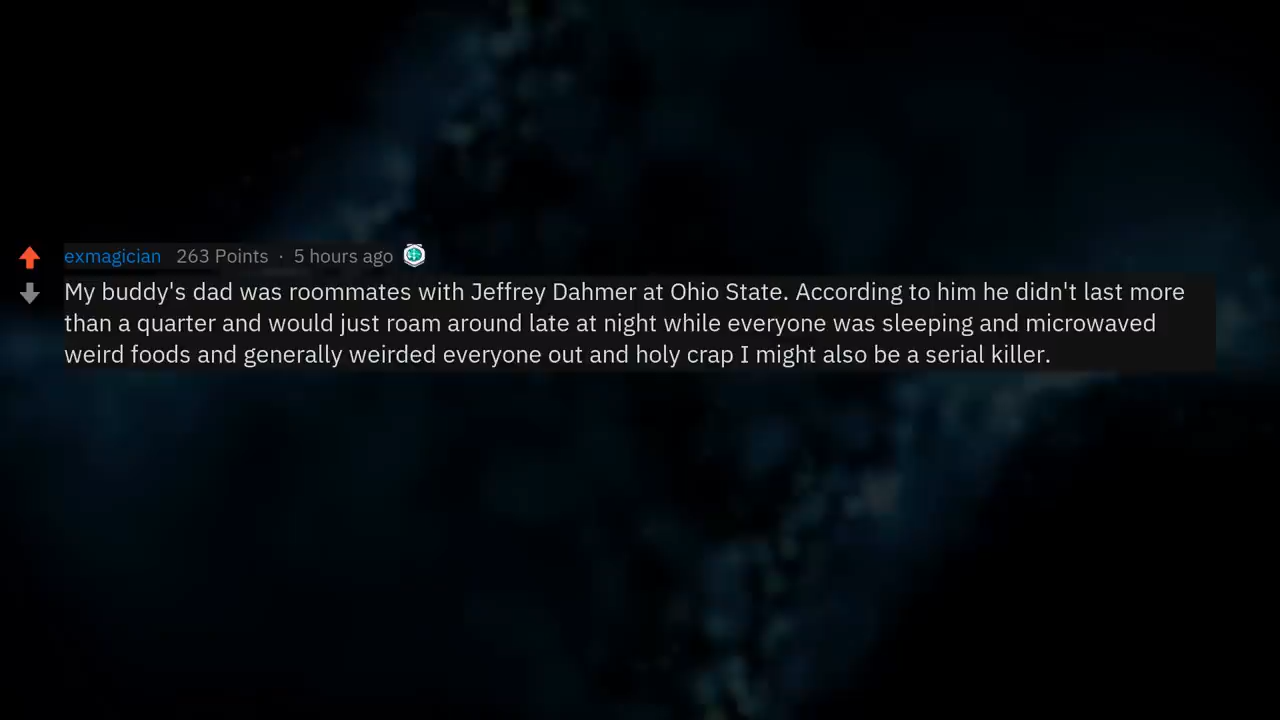 exmagician 263 Points · 5 hours ago
My buddy's dad was roommates with Jeffrey Dahmer at Ohio State. According to him he didn't last more
than a quarter and would just roam around late at night while everyone was sleeping and microwaved
weird foods and generally weirded everyone out and holy crap I might also be a serial killer.